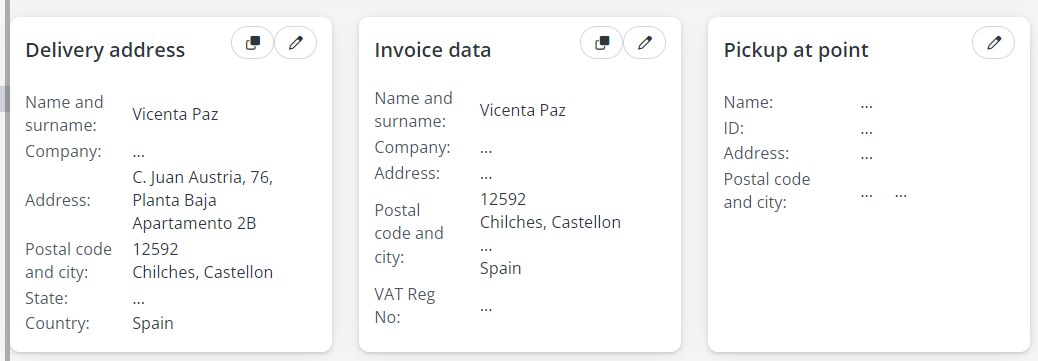 Delivery address
Name and
surname:
Vicenta Paz
Company:
...
Address:
C. Juan Austria, 76,
Planta Baja
Apartamento 2B
Postal code
and city:
12592
Chilches, Castellon
State:
...
Country:
Spain
Invoice data
Name and
surname:
Vicenta Paz
Company:
...
Address:
...
Postal
code and
city:
12592
Chilches, Castellon
...
Spain
VAT Reg
No:
...
Pickup at point
Name:
...
ID:
...
Address:
...
Postal code
and city:
... ...